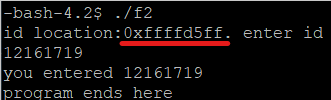 -bash-4.2$ ./f2
id location:0xffffd5ff. enter id
12161719
you entered 12161719
program ends here